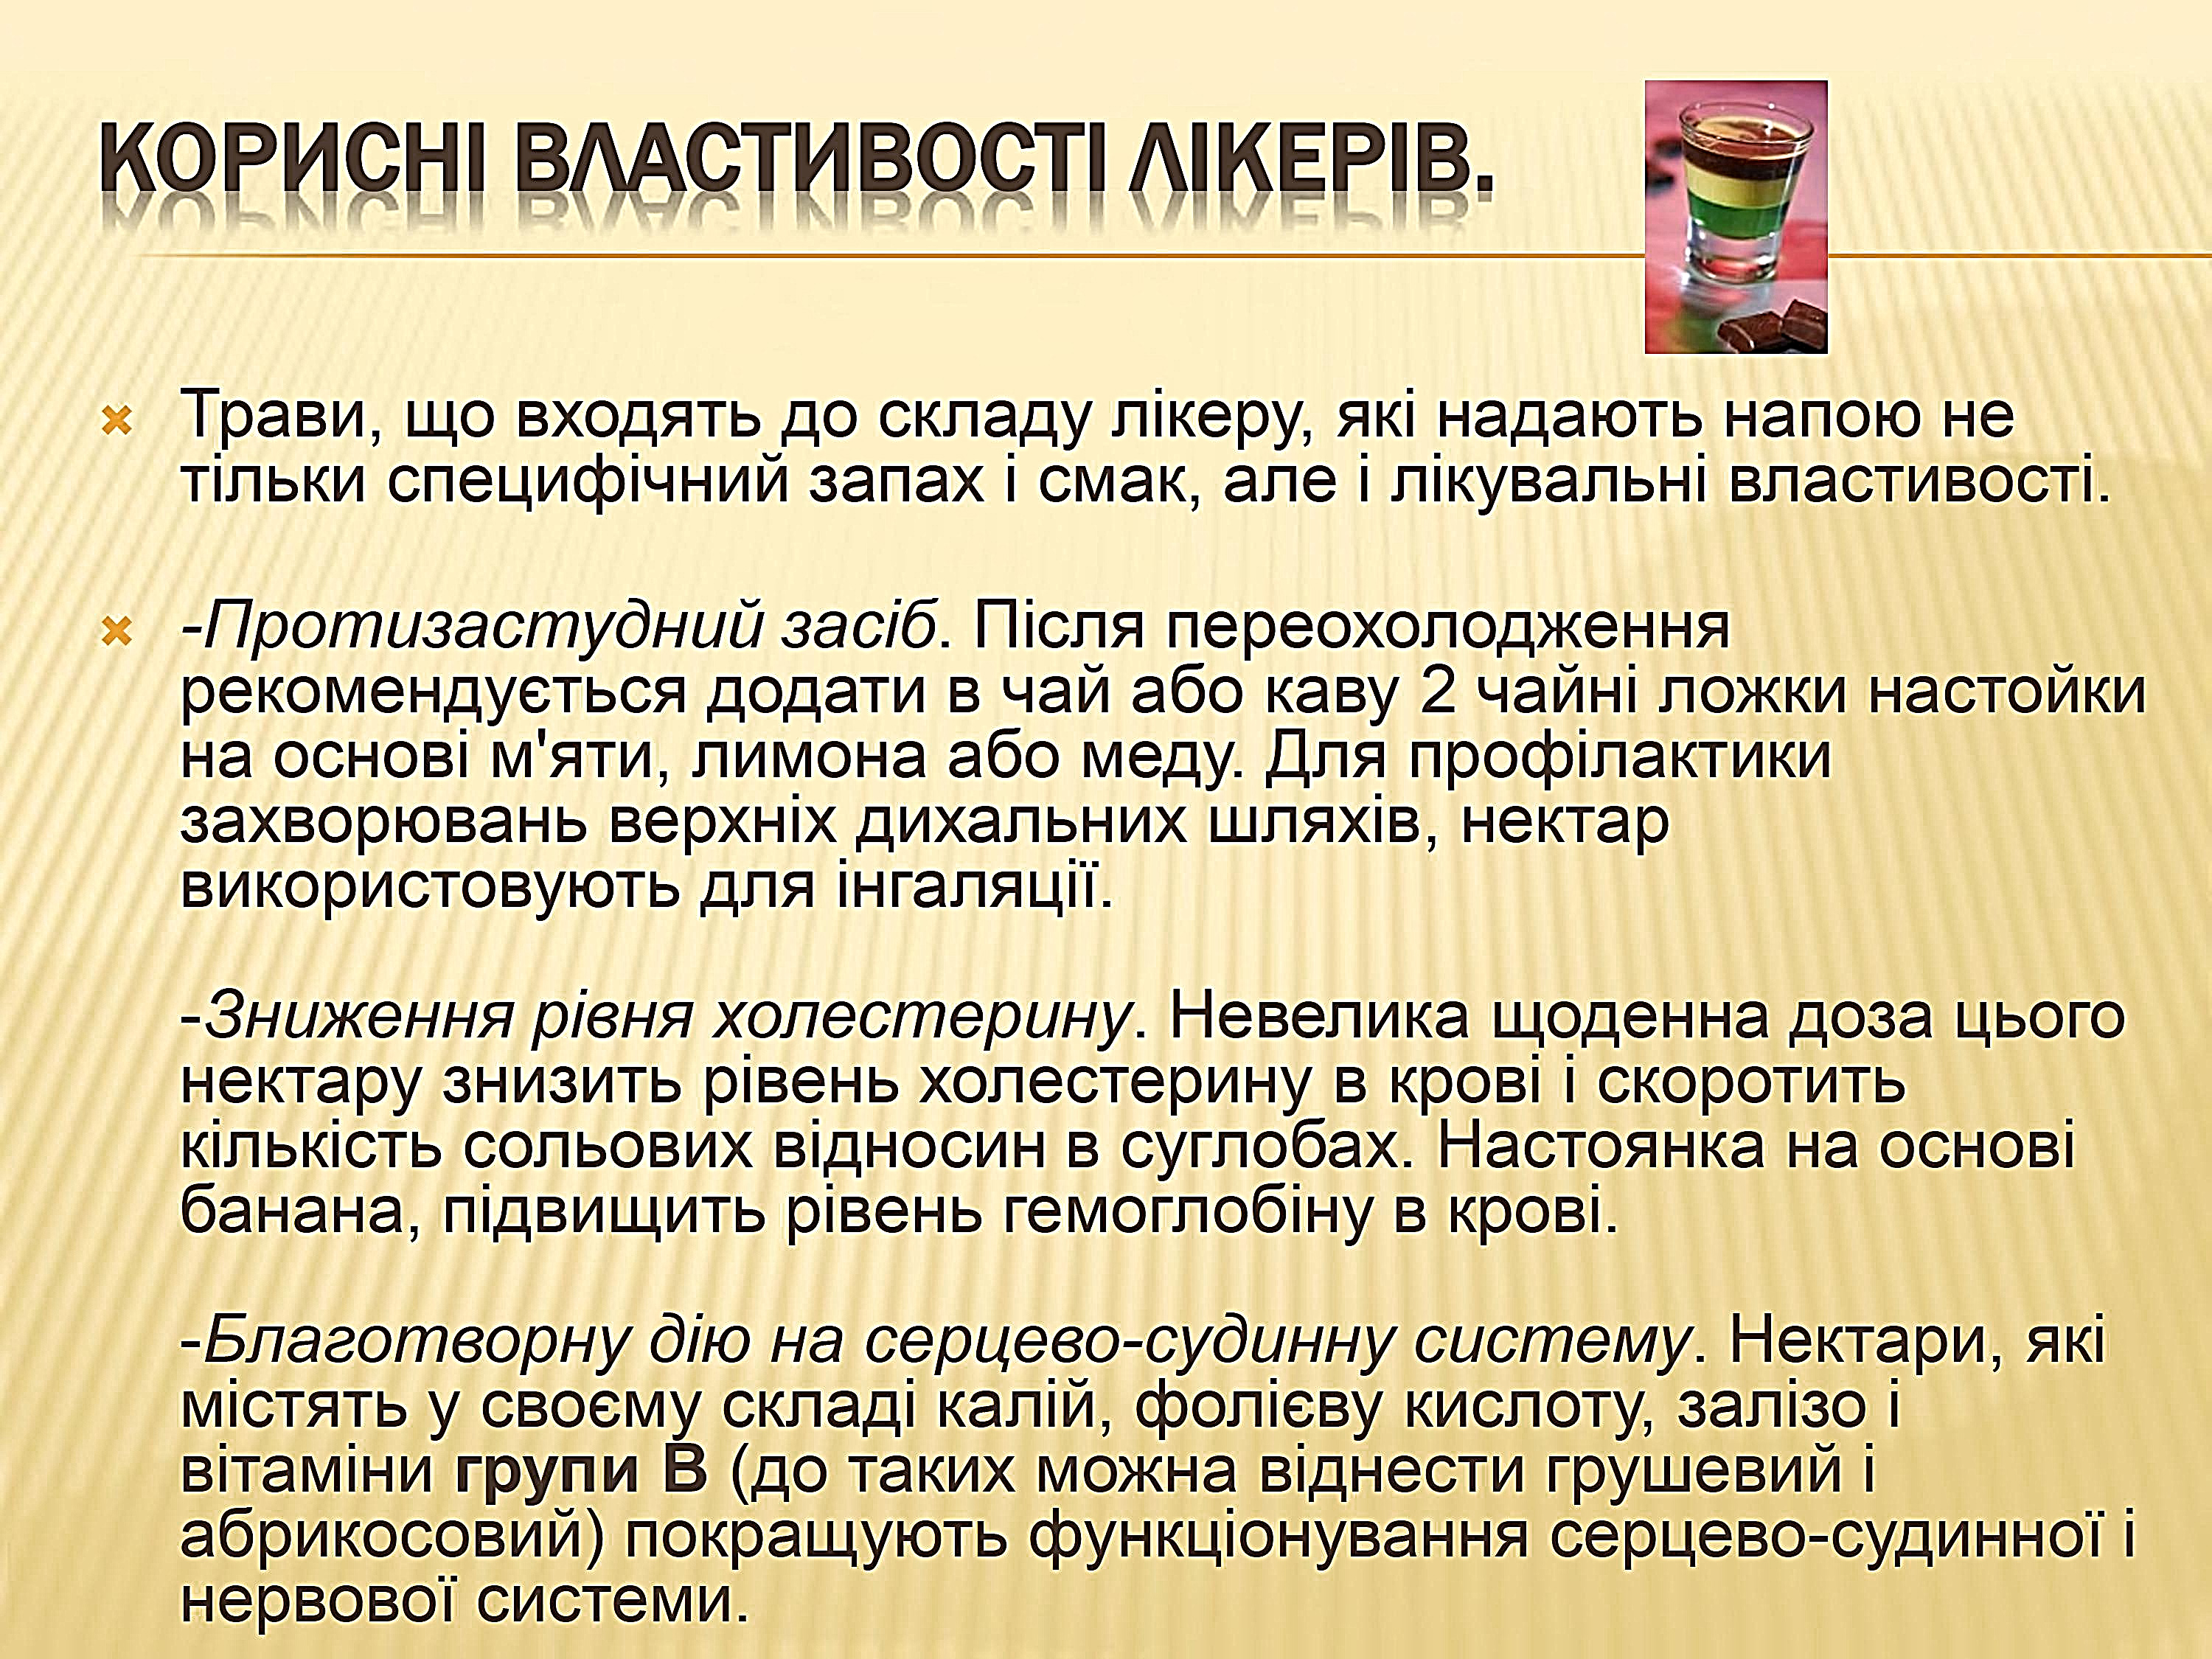 КОРИСНІ ВЛАСТИВОСТІ ЛІКЕРІВ.
Трави, що входять до складу лікеру, які надають напою не
тільки специфічний запах і смак, але і лікувальні властивості.
-Протизастудний засіб. Після переохолодження
рекомендується додати в чай або каву 2 чайні ложки настойки
на основі м'яти, лимона або меду. Для профілактики
захворювань верхніх дихальних шляхів, нектар
використовують для інгаляції.
-Зниження рівня холестерину. Невелика щоденна доза цього
нектару знизить рівень холестерину в крові і скоротить
кількість сольових відносин в суглобах. Настоянка на основі
банана, підвищить рівень гемоглобіну в крові.
-Благотворну дію на серцево-судинну систему. Нектари, які
містять у своєму складі калій, фолієву кислоту, залізо і
вітаміни групи В (до таких можна віднести грушевий і
абрикосовий) покращують функціонування серцево-судинної і
нервової системи.